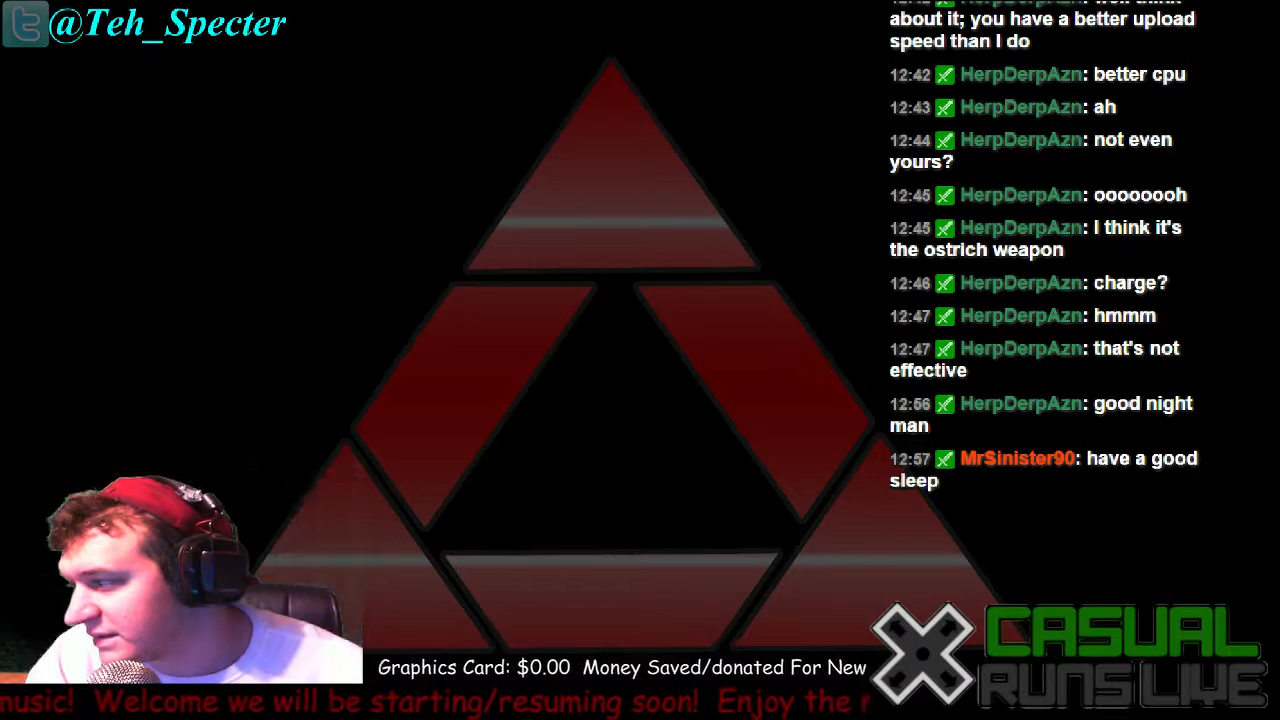 @Teh_Specter
about it; you have a better upload
speed than I do
12:42 HerpDerpAzn: better cpu
12:43 HerpDerpAzn: ah
12:44 HerpDerpAzn: not even
yours?
12:45 HerpDerpAzn: oooooooh
12:45 HerpDerpAzn: I think it's
the ostrich weapon
12:46 HerpDerpAzn: charge?
12:47 HerpDerpAzn: hmmm
12:47 HerpDerpAzn: that's not
effective
12:56 HerpDerpAzn: good night
man
12:57 MrSinister90: have a good
sleep
CASUAL
RUNS LIVE
Graphics Card: $0.00 Money Saved/donated For New
music! Welcome we will be starting/resuming soon! Enjoy the